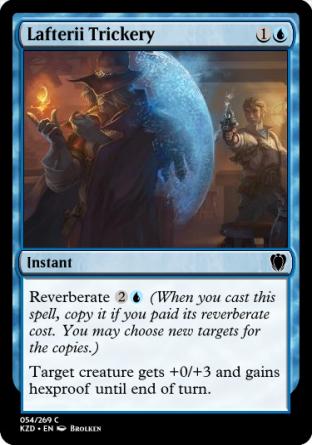 Lafterii Trickery 1
Instant
Reverberate 2 (When you cast this
spell, copy it if you paid its reverberate
cost. You may choose new targets for
the copies.)
Target creature gets +0/+3 and gains
hexproof until end of turn.
054/269 C
KZD • EN Brolken